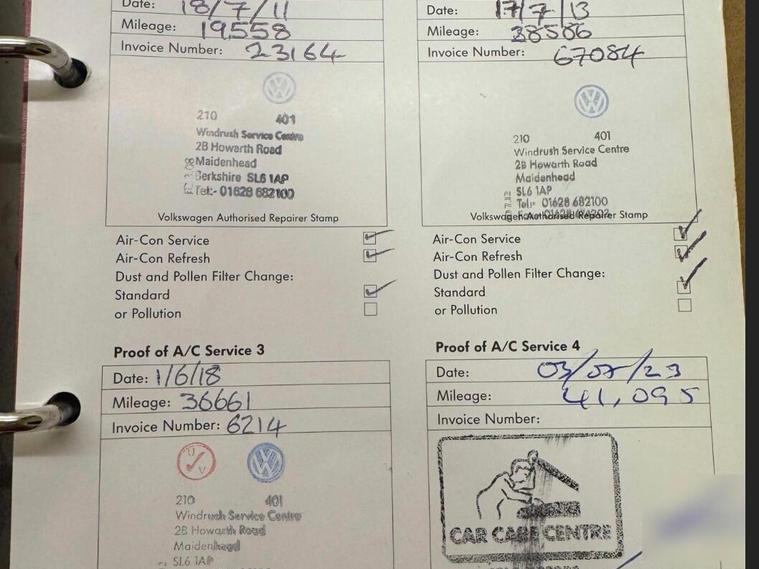 Date: 18/7/11
Mileage: 19558
Invoice Number: 23164
210 401
Windrush Service Centre
2B Howarth Road
Maidenhead
Berkshire SL6 1AP
Tel:- 01628 682100
Volkswagen Authorised Repairer Stamp
Air-Con Service
Air-Con Refresh
Dust and Pollen Filter Change:
Standard
or Pollution
Date: 17/7/13
Mileage: 38586
Invoice Number: 67084
210 401
Windrush Service Centre
2B Howarth Road
Maidenhead
SL6 1AP
Tel:- 01628 682100
Volkswagen Authorised Repairer Stamp
Air-Con Service
Air-Con Refresh
Dust and Pollen Filter Change:
Standard
or Pollution
Proof of A/C Service 3
Date: 1/6/18
Mileage: 36661
Invoice Number: 6214
210 401
Windrush Service Centre
2B Howarth Road
Maidenhead
SL6 1AP
Proof of A/C Service 4
Date: 03/07/23
Mileage: 41,095
Invoice Number:
CAR CARE CENTRE